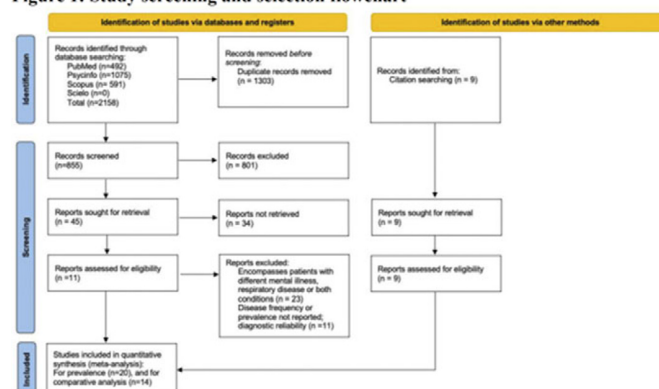 Figure 1. Study screening and selection flowchart
Identification of studies via databases and registers
Identification of studies via other methods
Identification
Records identified through
database searching:
PubMed (n=492)
Psycinfo (n=1075)
Scopus (n= 591)
Scielo (n=0)
Total (n=2158)
Records removed before
screening:
Duplicate records removed
(n = 1303)
Records identified from:
Citation searching (n = 9)
Screening
Records screened
(n=855)
Records excluded
(n = 801)
Reports sought for retrieval
(n = 45)
Reports not retrieved
(n = 34)
Reports sought for retrieval
(n = 9)
Reports assessed for eligibility
(n =11)
Reports excluded:
Encompasses patients with
different mental illness,
respiratory disease or both
conditions (n = 23)
Disease frequency or
prevalence not reported;
diagnostic reliability (n =11)
Reports assessed for eligibility
(n = 9)
Included
Studies included in quantitative
synthesis (meta-analysis):
For prevalence (n=20), and for
comparative analysis (n=14)